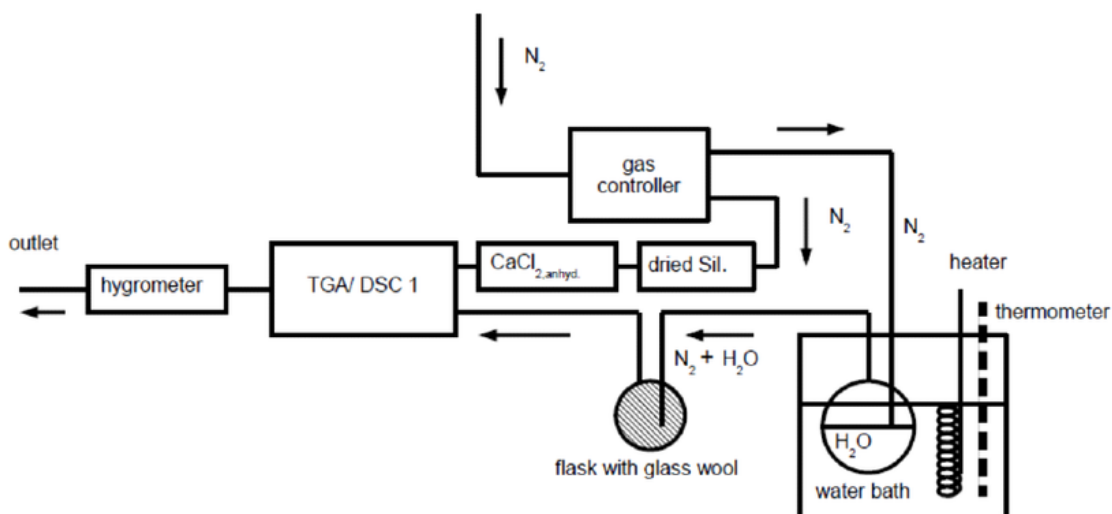 N₂
gas
controller
N₂
N₂
outlet
CaCl₂,anhyd.
dried Sil.
heater
hygrometer
TGA/ DSC 1
thermometer
N₂ + H₂O
H₂O
flask with glass wool
water bath